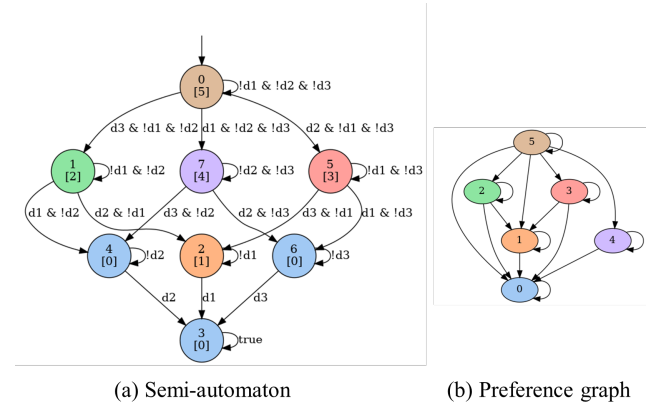 0
[5]
!d1 & !d2 & !d3
d3 & !d1 & !d2
d1 & !d2 & !d3
d2 & !d1 & !d3
1
[2]
!d1 & !d2
7
[4]
!d2 & !d3
5
[3]
!d1 & !d3
d1 & !d2
d2 & !d1
d3 & !d2
d2 & !d3
d3 & !d1
d1 & !d3
4
[0]
!d2
2
[1]
!d1
6
[0]
!d3
d2
d1
d3
3
[0]
true
5
2
3
1
4
0
(a) Semi-automaton
(b) Preference graph